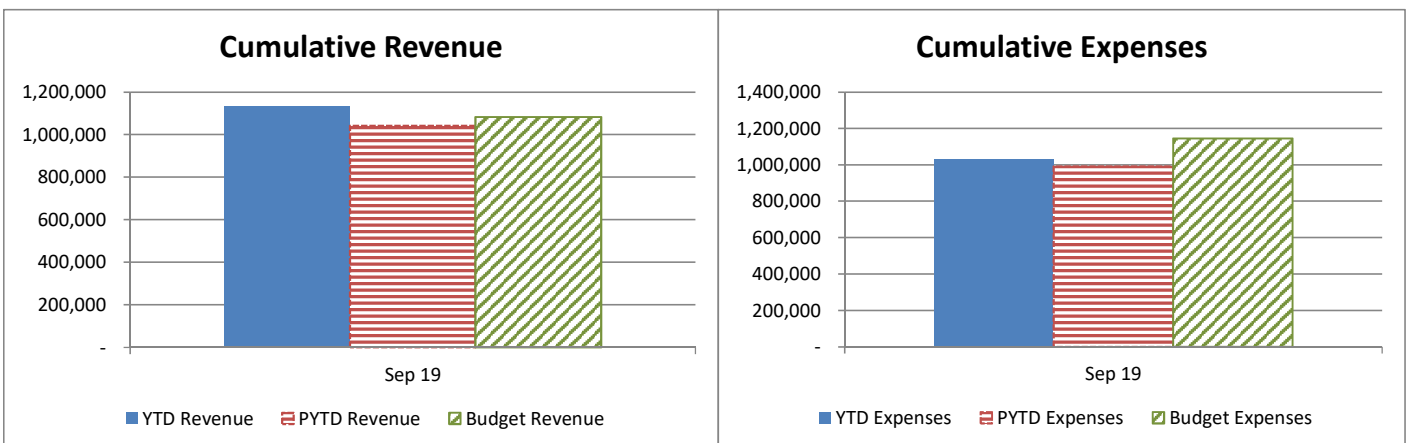 Cumulative Revenue
1,200,000
1,000,000
800,000
600,000
400,000
200,000
-
Sep 19
YTD Revenue PYTD Revenue Budget Revenue
Cumulative Expenses
1,400,000
1,200,000
1,000,000
800,000
600,000
400,000
200,000
-
Sep 19
YTD Expenses PYTD Expenses Budget Expenses